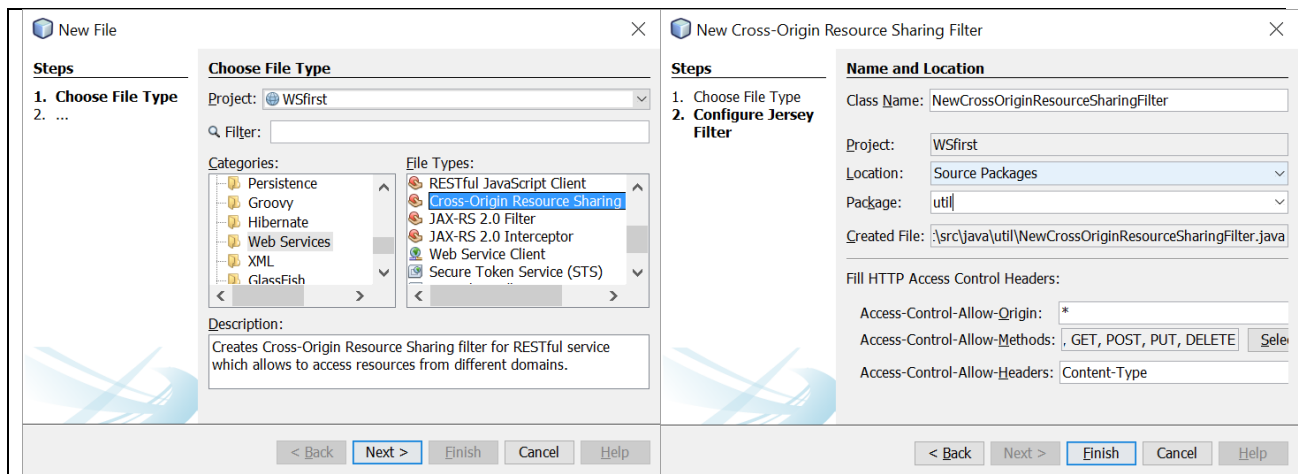 New File
Steps
1. Choose File Type
2. ...
Choose File Type
Project: WSfirst
Filter:
Categories:
Persistence
Groovy
Hibernate
Web Services
XML
GlassFish
File Types:
RESTful JavaScript Client
Cross-Origin Resource Sharing
JAX-RS 2.0 Filter
JAX-RS 2.0 Interceptor
Web Service Client
Secure Token Service (STS)
Description:
Creates Cross-Origin Resource Sharing filter for RESTful service
which allows to access resources from different domains.
< Back Next > Finish Cancel Help
New Cross-Origin Resource Sharing Filter
Steps
1. Choose File Type
2. Configure Jersey
Filter
Name and Location
Class Name: NewCrossOriginResourceSharingFilter
Project: WSfirst
Location: Source Packages
Package: util
Created File: :\src\java\util\NewCrossOriginResourceSharingFilter.java
Fill HTTP Access Control Headers:
Access-Control-Allow-Origin: *
Access-Control-Allow-Methods: , GET, POST, PUT, DELETE Sele
Access-Control-Allow-Headers: Content-Type
< Back Next > Finish Cancel Help